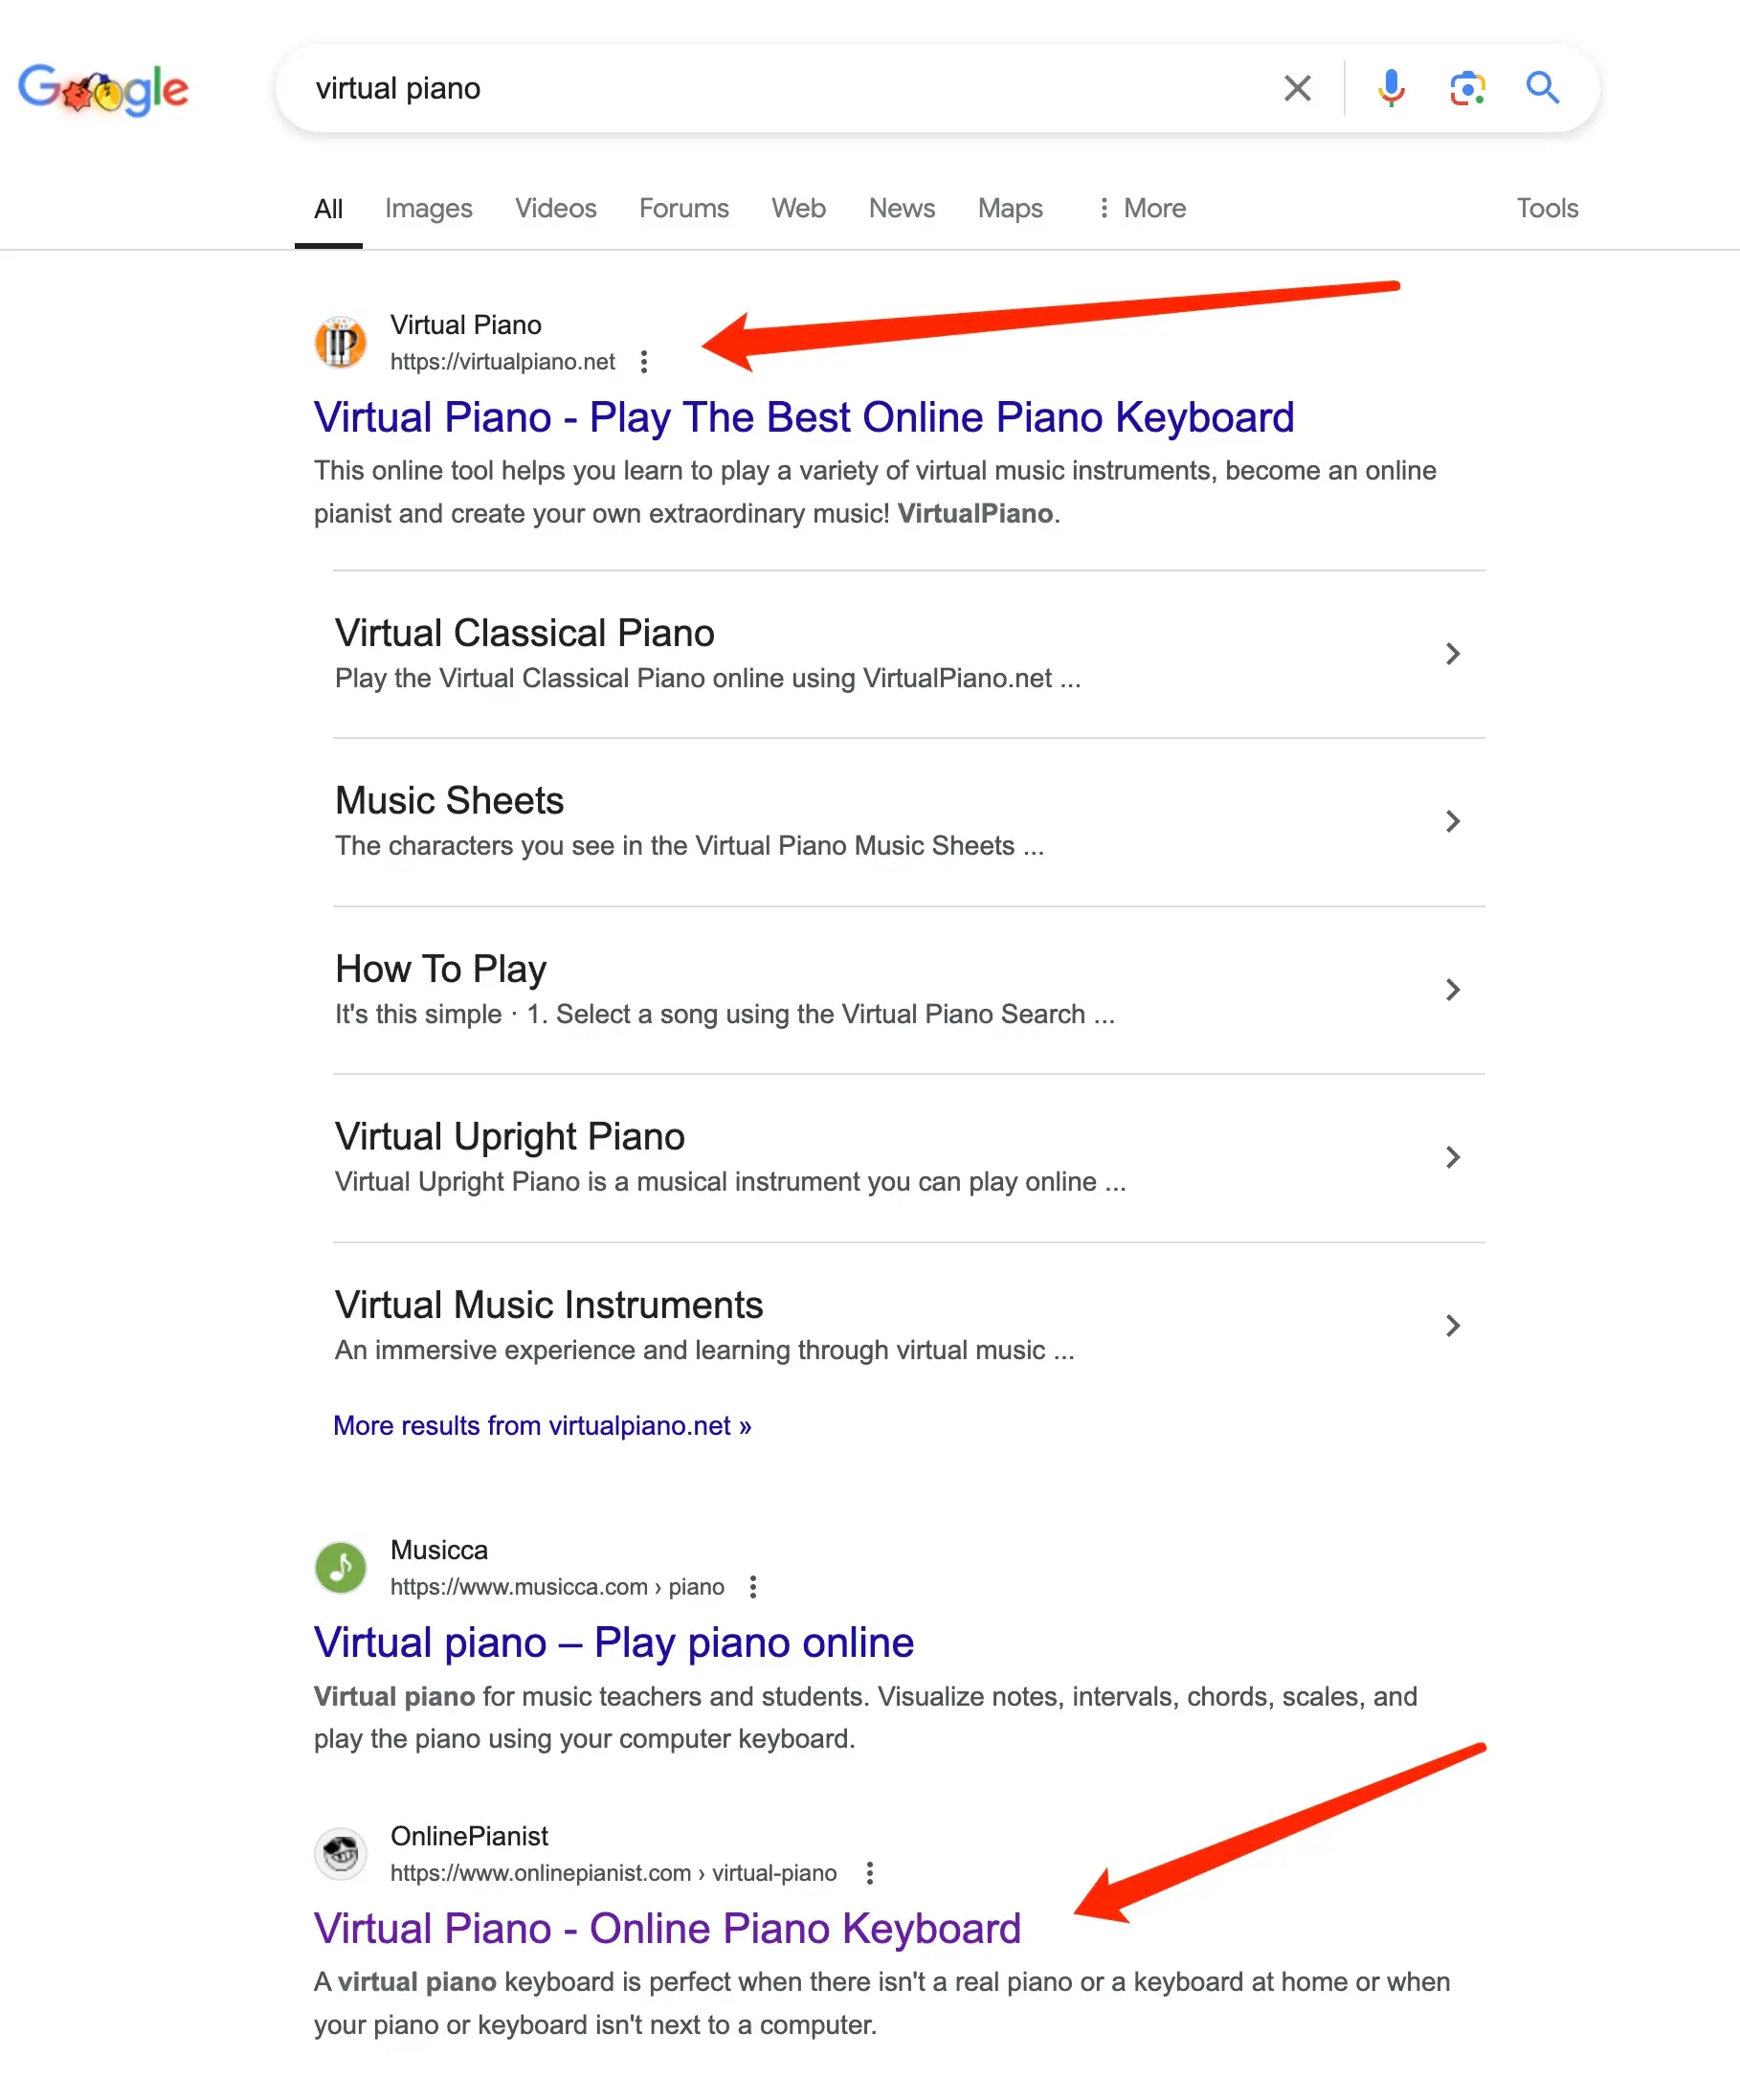 Google
virtual piano
All Images Videos Forums Web News Maps More Tools
Virtual Piano
https://virtualpiano.net
Virtual Piano - Play The Best Online Piano Keyboard
This online tool helps you learn to play a variety of virtual music instruments, become an online
pianist and create your own extraordinary music! VirtualPiano.
Virtual Classical Piano
Play the Virtual Classical Piano online using VirtualPiano.net ...
Music Sheets
The characters you see in the Virtual Piano Music Sheets ...
How To Play
It's this simple · 1. Select a song using the Virtual Piano Search ...
Virtual Upright Piano
Virtual Upright Piano is a musical instrument you can play online ...
Virtual Music Instruments
An immersive experience and learning through virtual music ...
More results from virtualpiano.net »
Musicca
https://www.musicca.com › piano
Virtual piano – Play piano online
Virtual piano for music teachers and students. Visualize notes, intervals, chords, scales, and
play the piano using your computer keyboard.
OnlinePianist
https://www.onlinepianist.com › virtual-piano
Virtual Piano - Online Piano Keyboard
A virtual piano keyboard is perfect when there isn't a real piano or a keyboard at home or when
your piano or keyboard isn't next to a computer.